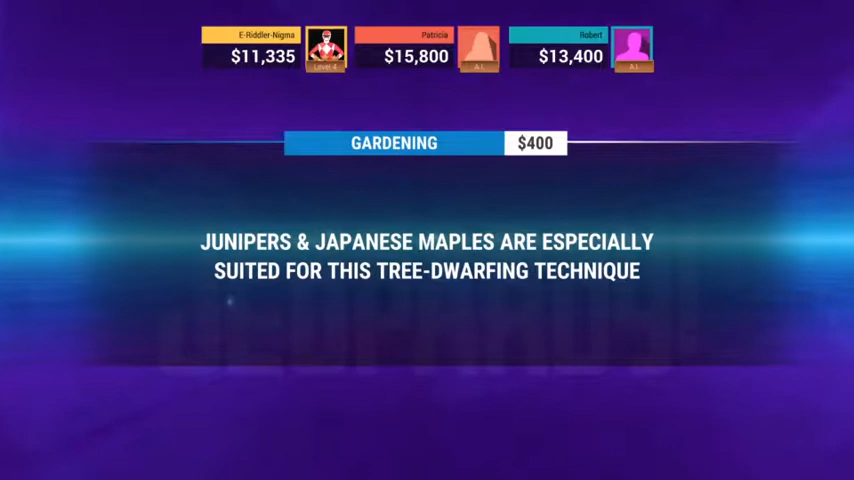 E-Riddler-Nigma
$11,335
Level 4
Patricia
$15,800
A.I.
Robert
$13,400
A.I.
GARDENING
$400
JUNIPERS & JAPANESE MAPLES ARE ESPECIALLY
SUITED FOR THIS TREE-DWARFING TECHNIQUE
JEOPARDY!